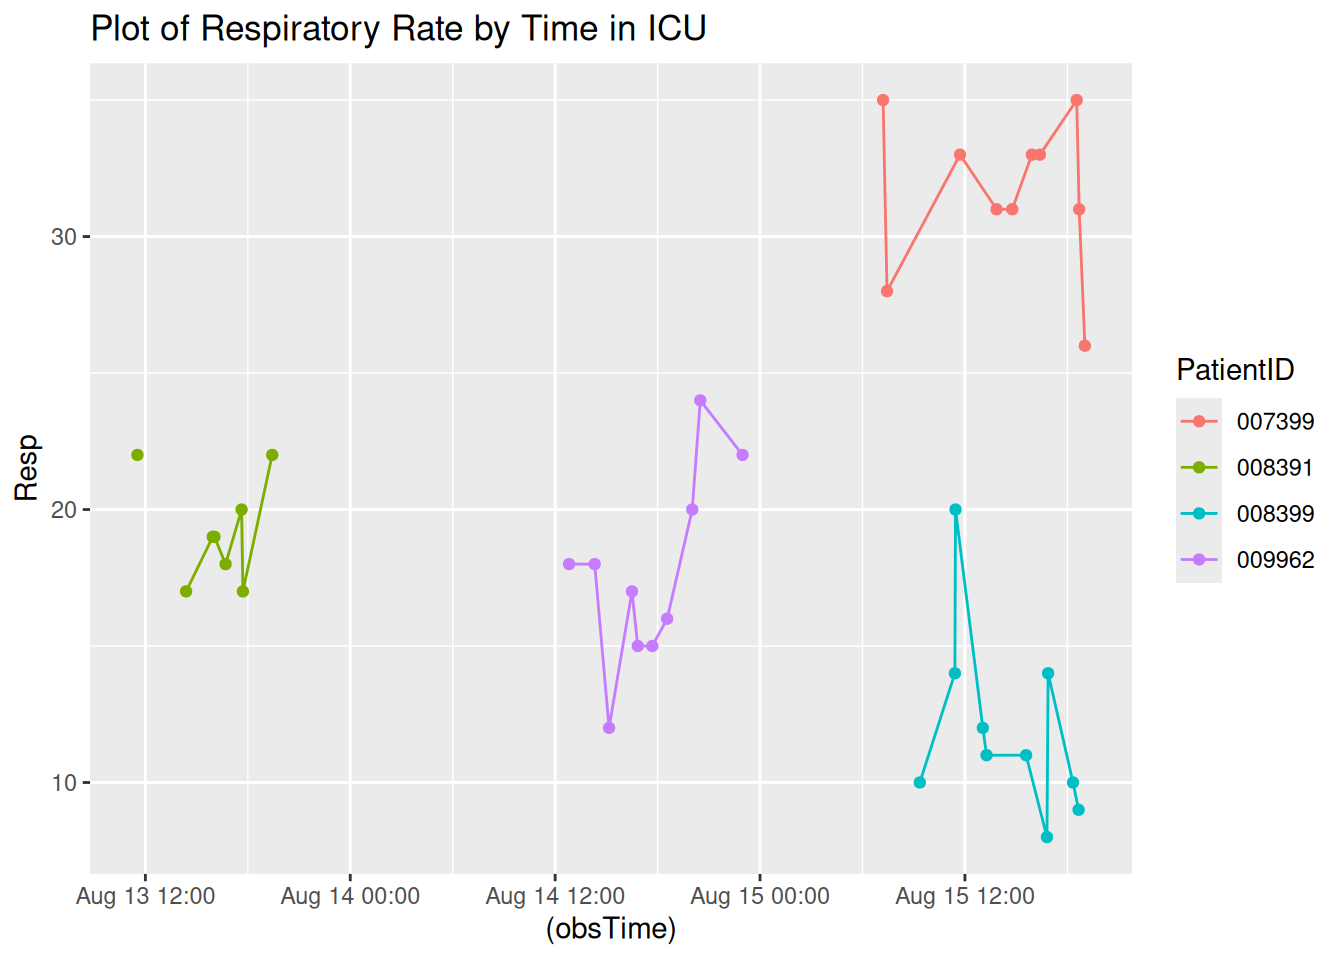 Plot of Respiratory Rate by Time in ICU
Resp
30
20
10
Aug 13 12:00 Aug 14 00:00 Aug 14 12:00 Aug 15 00:00 Aug 15 12:00
(obsTime)
PatientID
007399
008391
008399
009962